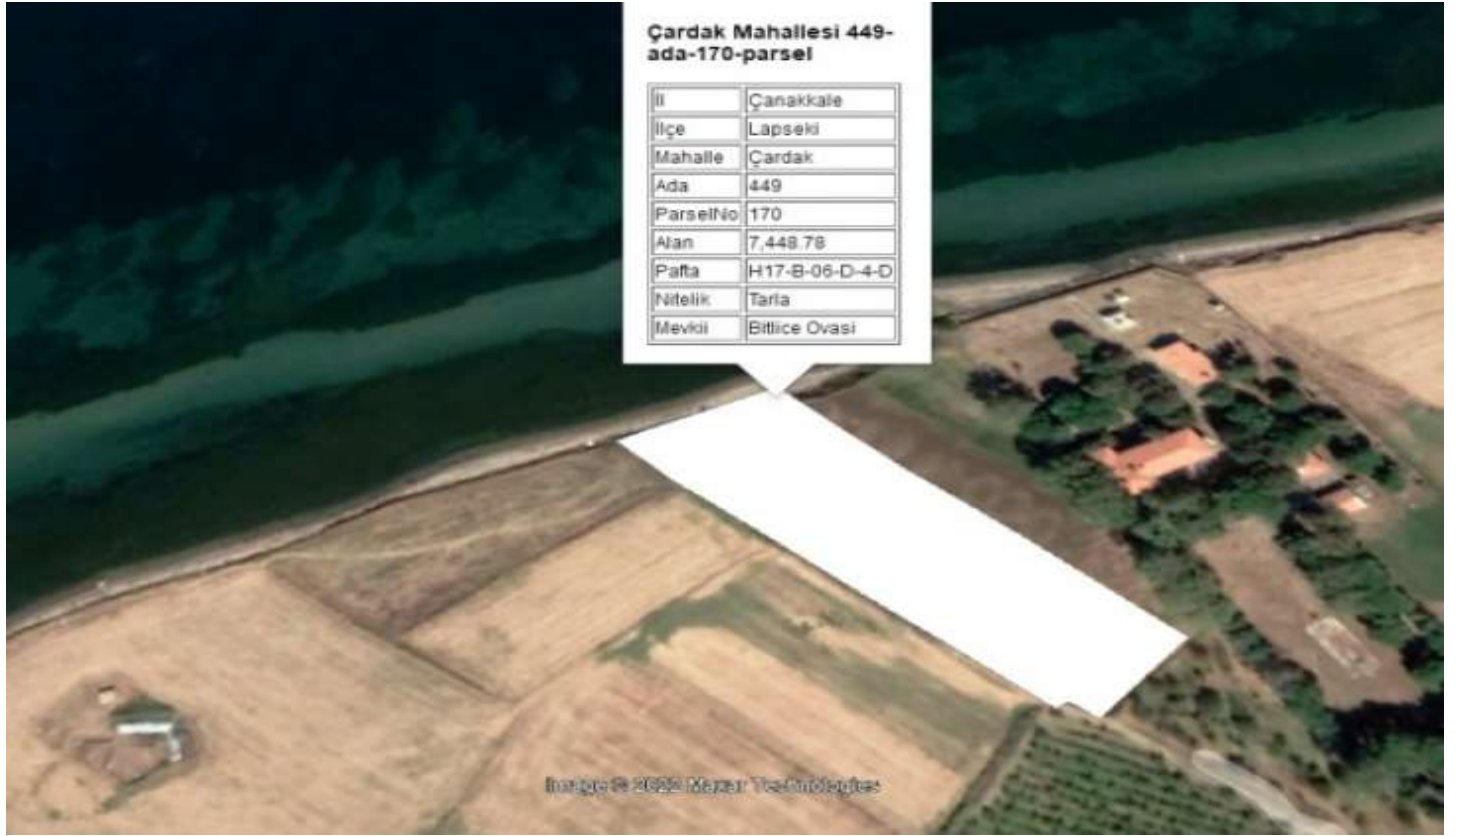 Çardak Mahallesi 449-
ada-170-parsel
İl Çanakkale
İlçe Lapseki
Mahalle Çardak
Ada 449
ParselNo 170
Alan 7,448.78
Pafta H17-B-06-D-4-D
Nitelik Tarla
Mevkii Bitlice Ovasi
Image © 2022 Maxar Technologies